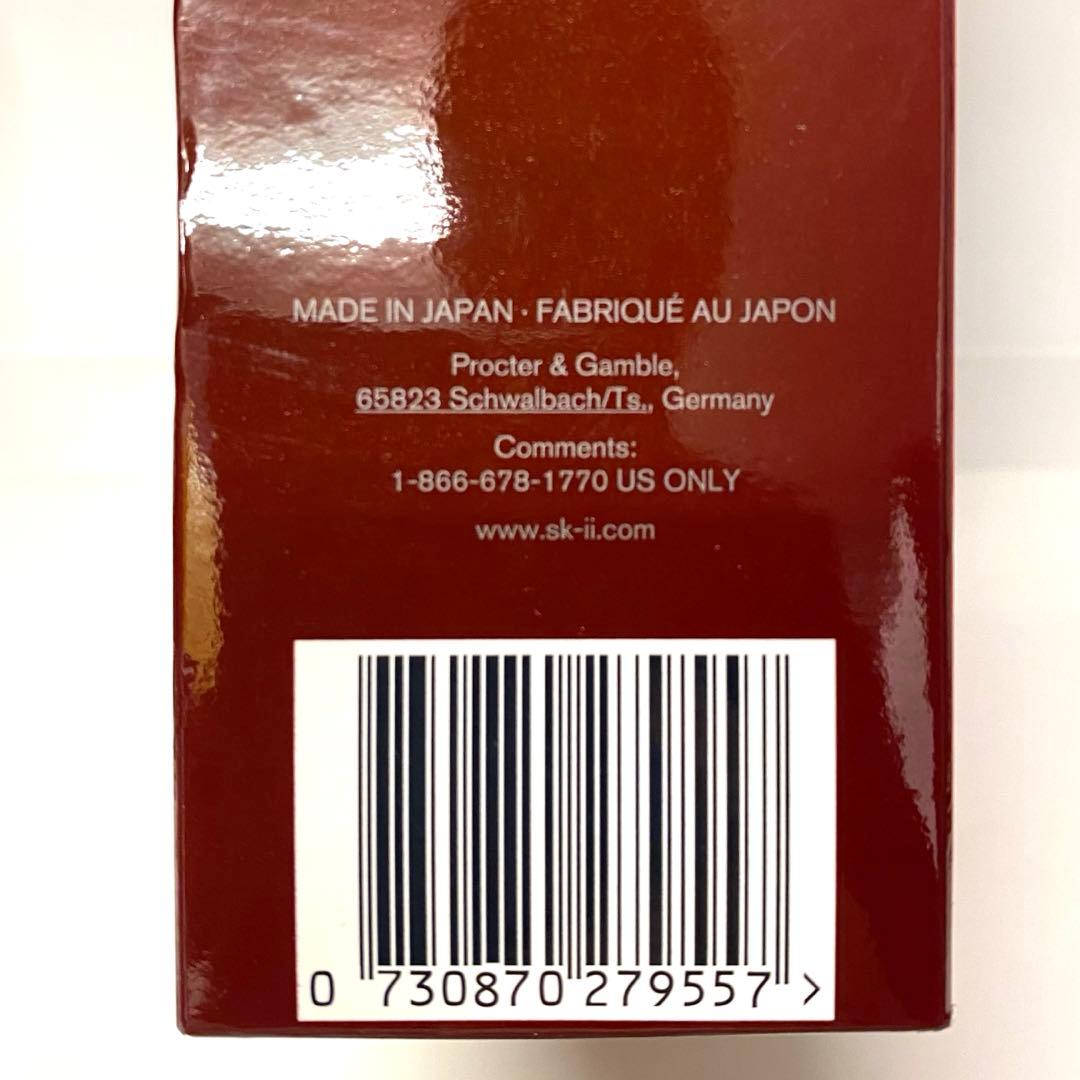 MADE IN JAPAN · FABRIQUÉ AU JAPON
Procter & Gamble,
65823 Schwalbach/Ts., Germany
Comments:
1-866-678-1770 US ONLY
www.sk-ii.com
0 730870 279557 >